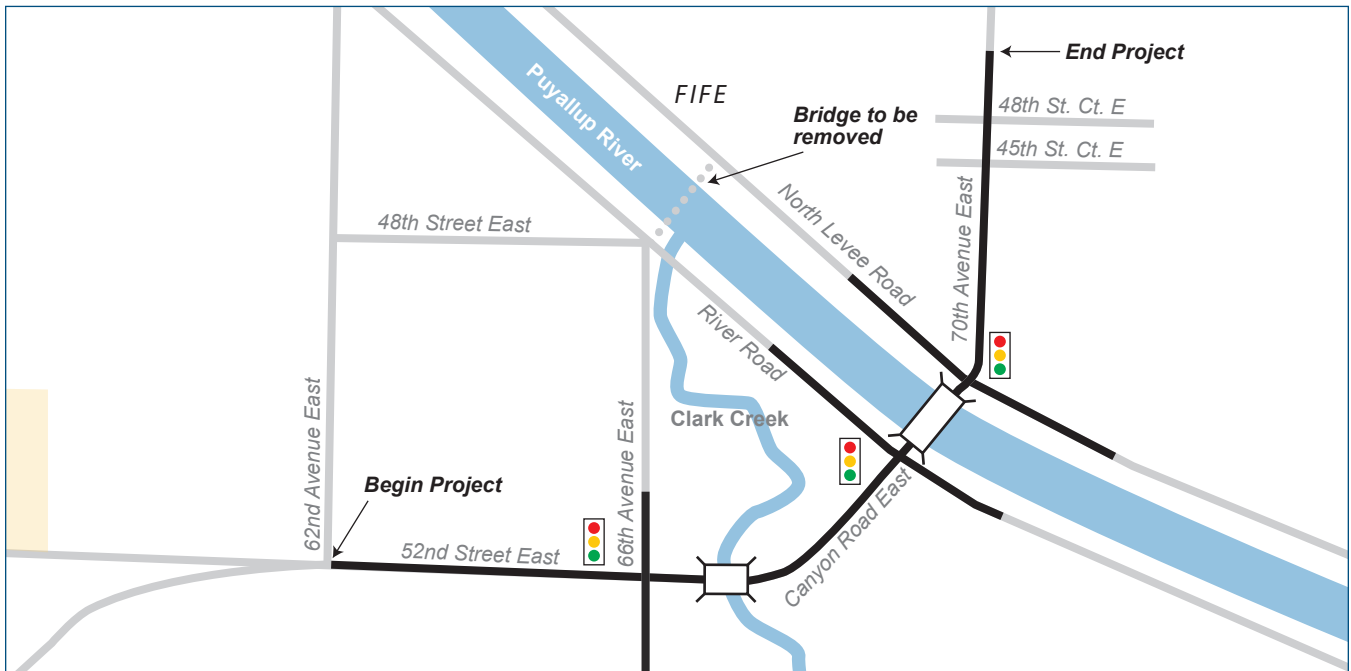 End Project
FIFE
Puyallup River
Bridge to be
removed
48th St. Ct. E
45th St. Ct. E
North Levee Road
70th Avenue East
48th Street East
River Road
62nd Avenue East
66th Avenue East
Clark Creek
Begin Project
52nd Street East
Canyon Road East